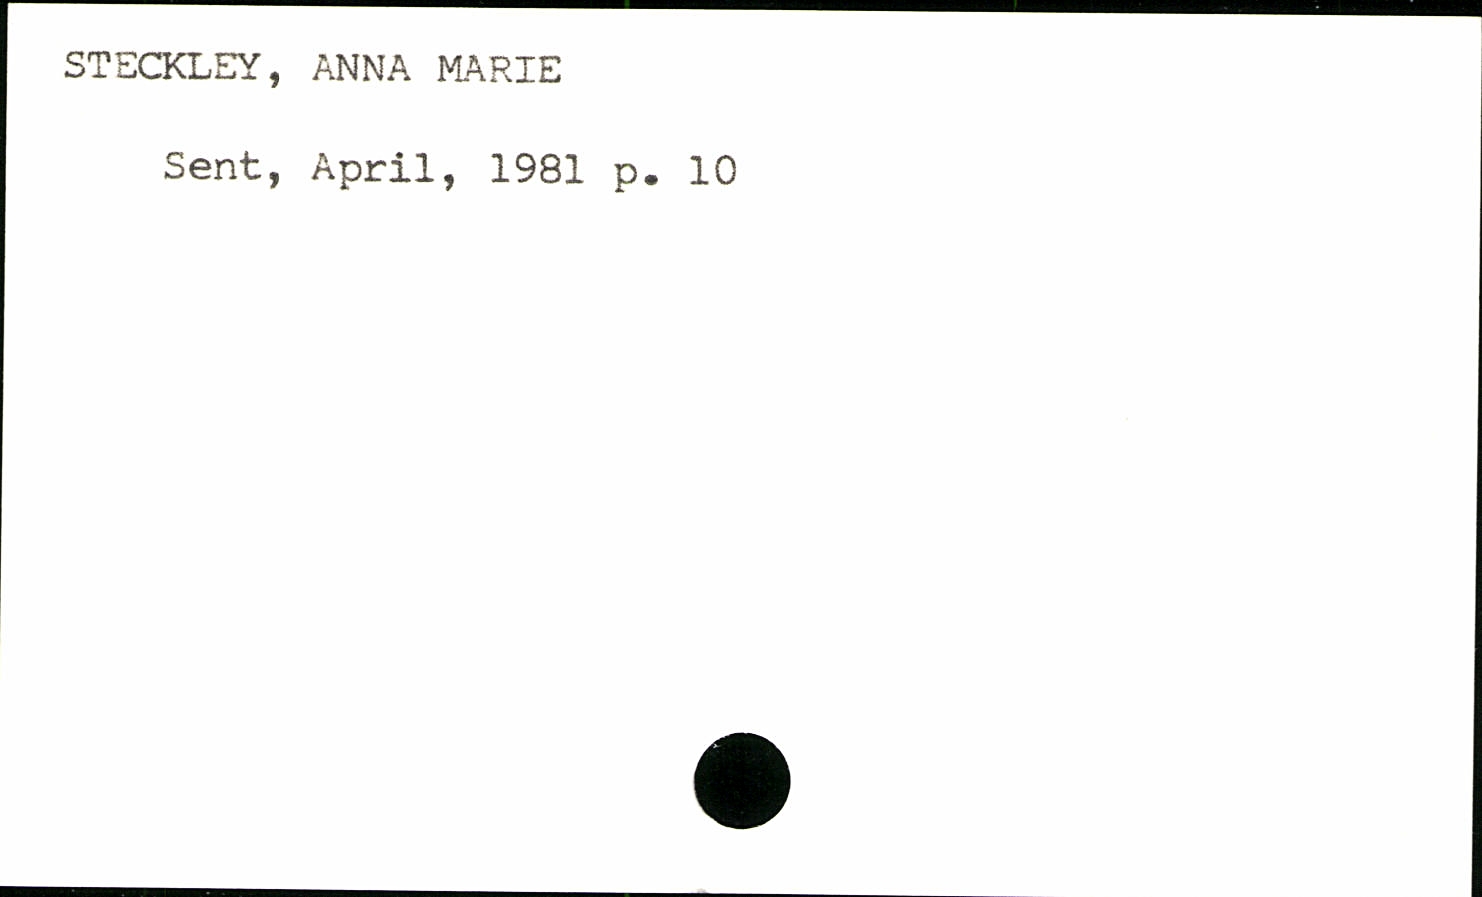 STECKLEY, ANNA MARIE
Sent, April, 1981 p. 10